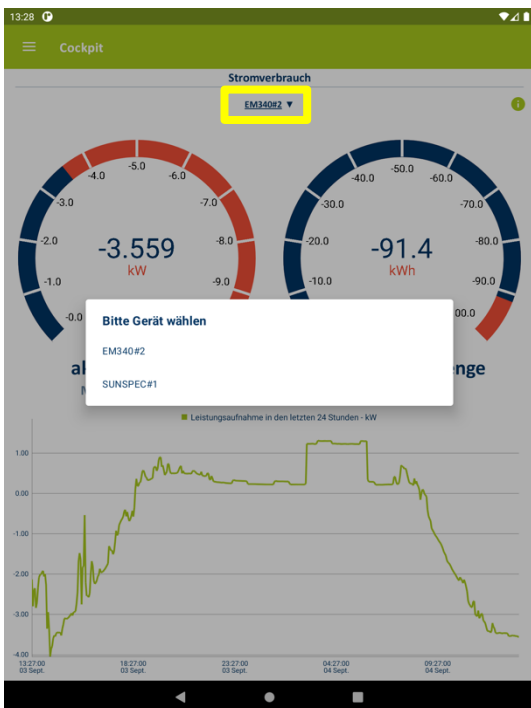 13:28
Cockpit
Stromverbrauch
EM340#2 ▼
i
-0.0
-1.0
-2.0
-3.0
-4.0
-5.0
-6.0
-7.0
-8.0
-9.0
-3.559
kW
-10.0
-20.0
-30.0
-40.0
-50.0
-60.0
-70.0
-80.0
-90.0
00.0
-91.4
kWh
Bitte Gerät wählen
EM340#2
SUNSPEC#1
nge
Leistungsaufnahme in den letzten 24 Stunden - kW
1.00
0.00
-1.00
-2.00
-3.00
-4.00
13:27:00 18:27:00 23:27:00 04:27:00 09:27:00
03 Sept. 03 Sept. 03 Sept. 04 Sept. 04 Sept.